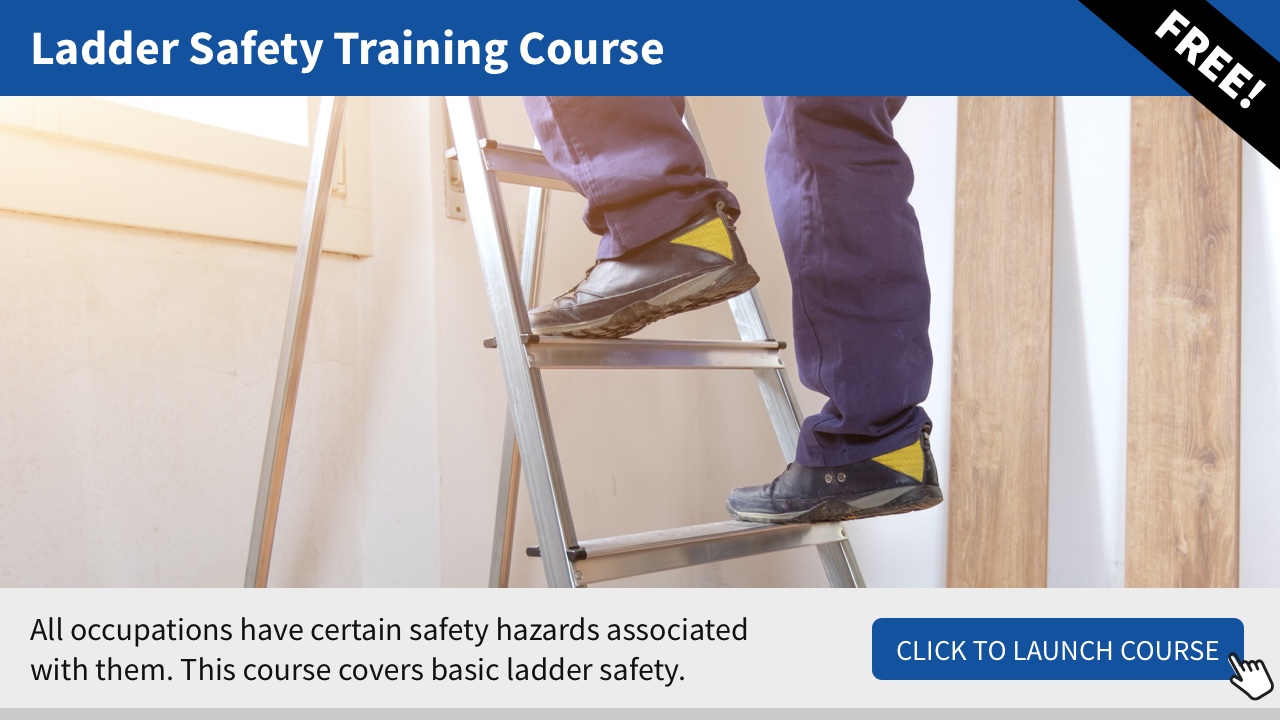 Ladder Safety Training Course
FREE!
All occupations have certain safety hazards associated
with them. This course covers basic ladder safety.
CLICK TO LAUNCH COURSE